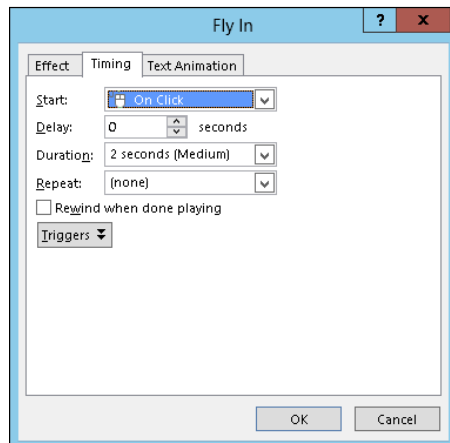 Fly In
? x
Effect Timing Text Animation
Start: On Click
Delay: 0 seconds
Duration: 2 seconds (Medium)
Repeat: (none)
Rewind when done playing
Triggers
OK Cancel